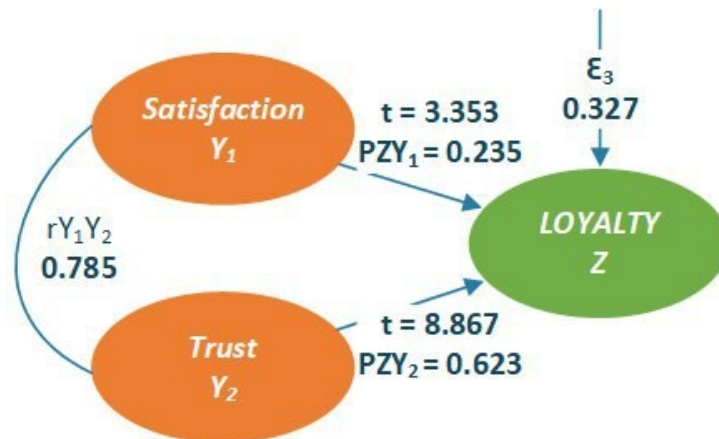 Satisfaction
Y₁
t = 3.353
PZY₁ = 0.235
Ɛ₃
0.327
rY₁Y₂
0.785
LOYALTY
Z
Trust
Y₂
t = 8.867
PZY₂ = 0.623